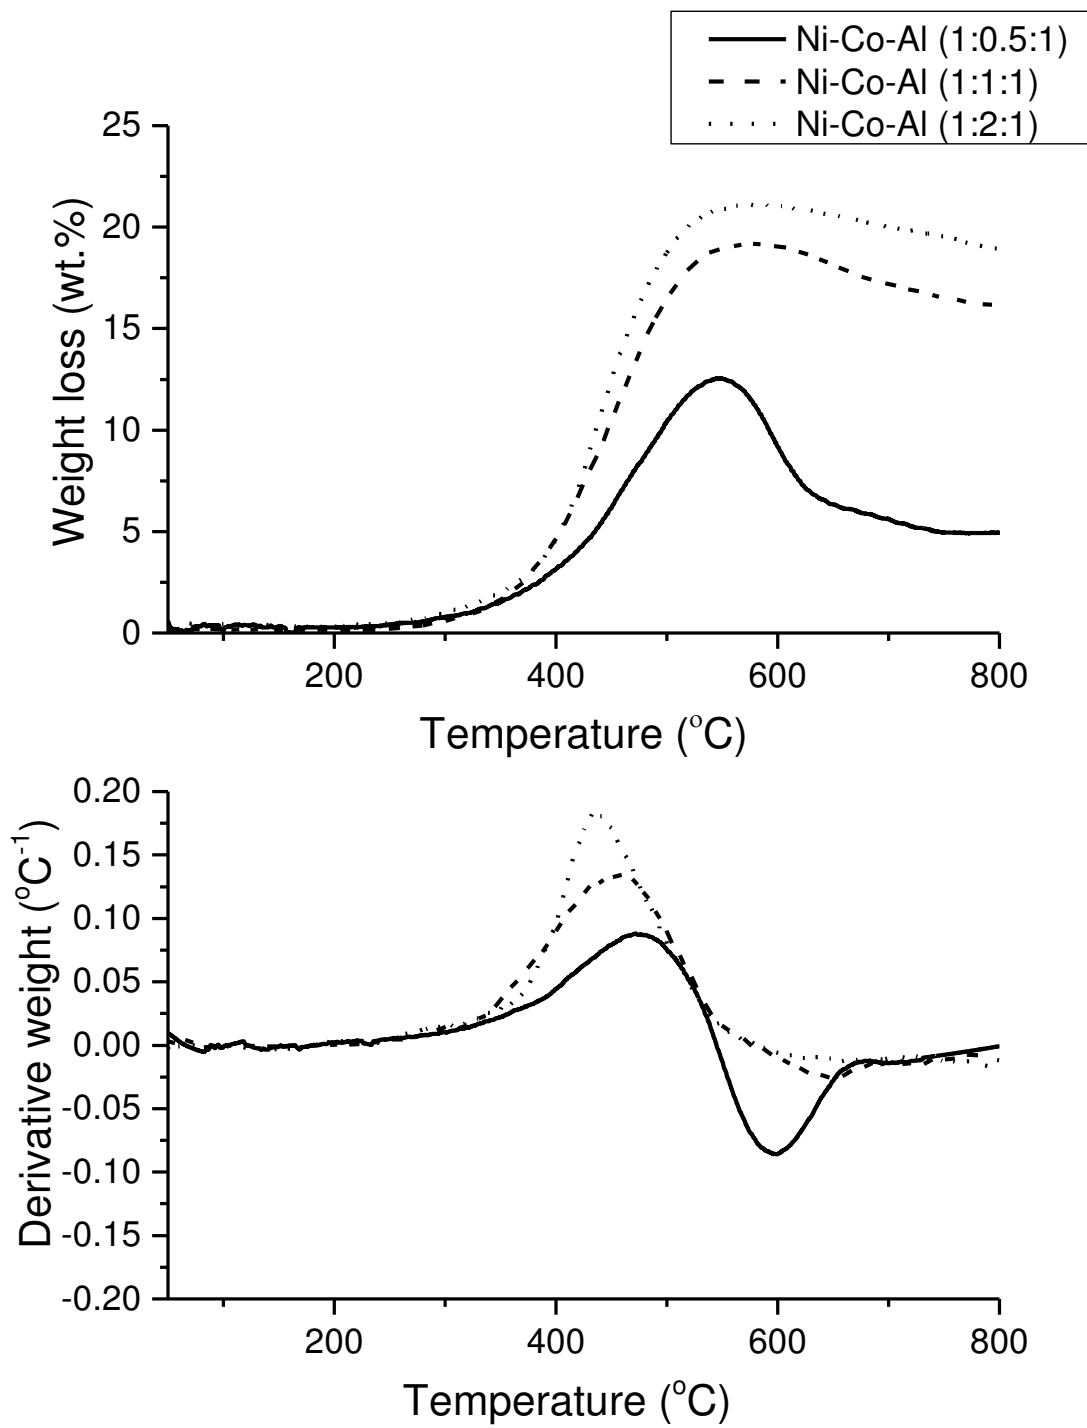 Ni-Co-Al (1:0.5:1)
Ni-Co-Al (1:1:1)
Ni-Co-Al (1:2:1)
25
20
15
10
5
0
Weight loss (wt.%)
200 400 600 800
Temperature (°C)
0.20
0.15
0.10
0.05
0.00
-0.05
-0.10
-0.15
-0.20
Derivative weight (°C⁻¹)
200 400 600 800
Temperature (°C)